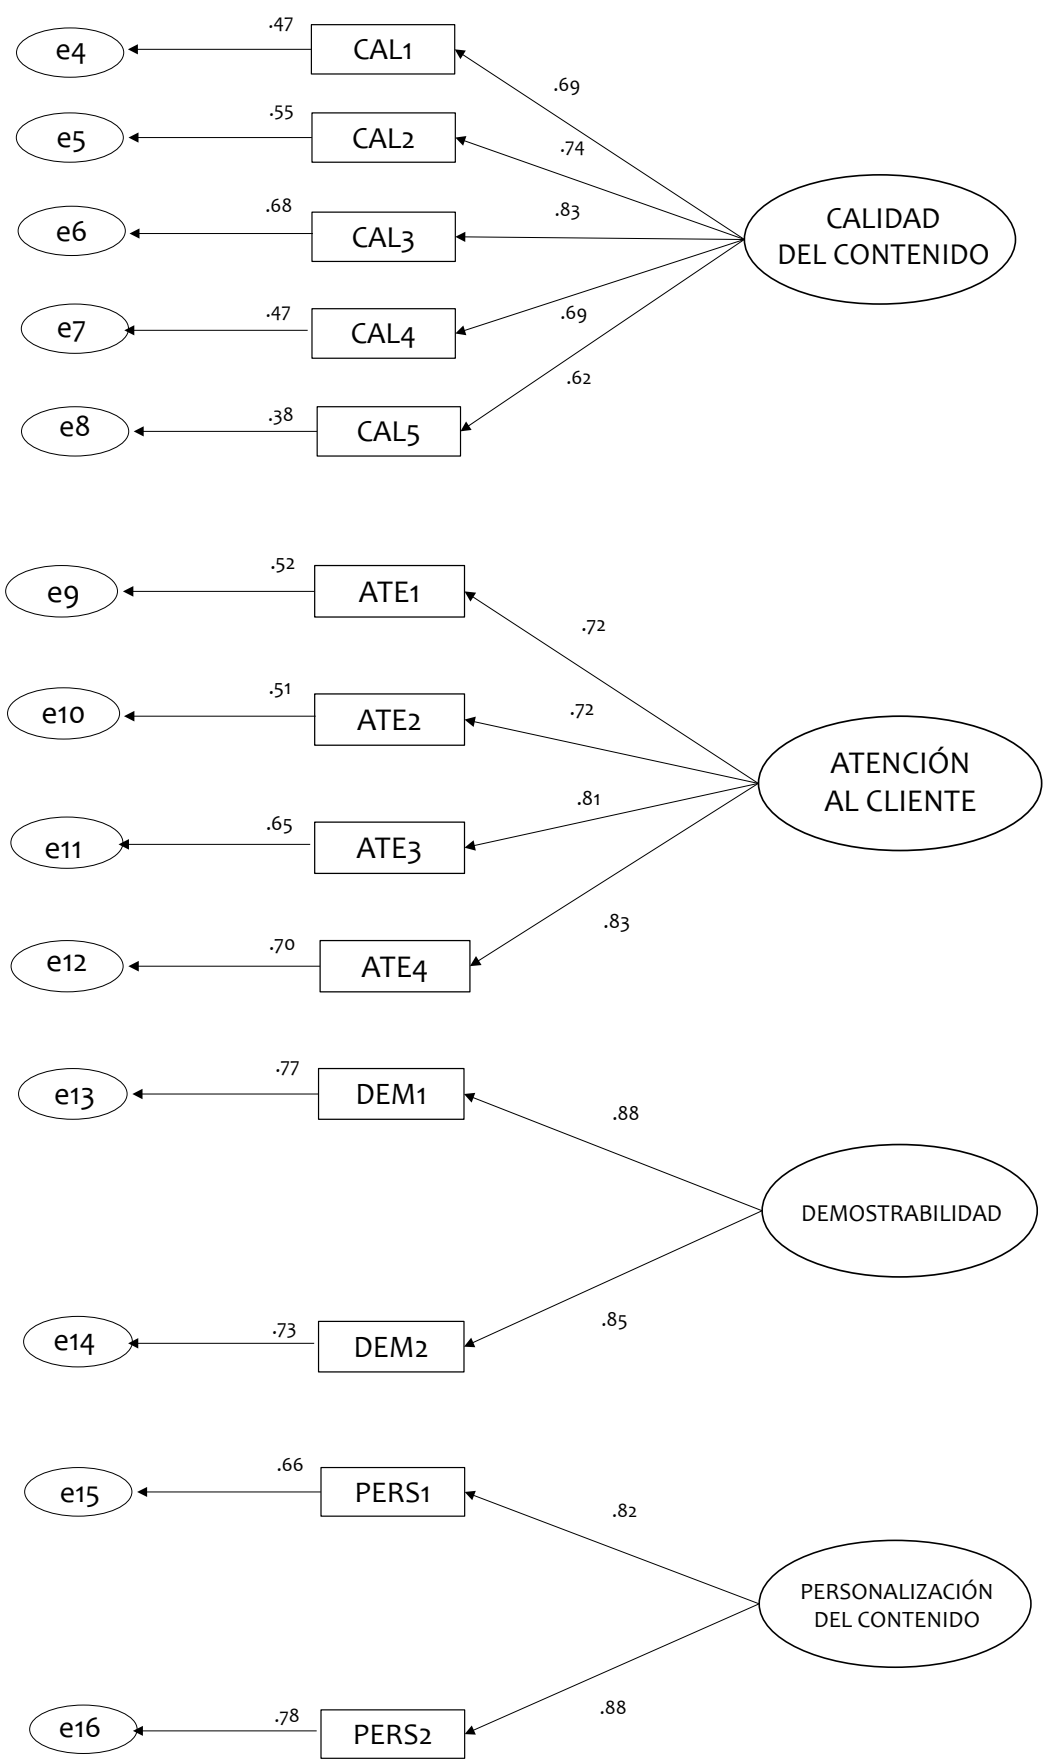 .47
e4
CAL1
.69
.55
e5
CAL2
.74
.68
e6
CAL3
.83
CALIDAD
DEL CONTENIDO
.47
e7
CAL4
.69
.62
.38
e8
CAL5
.52
e9
ATE1
.72
.51
e10
ATE2
.72
ATENCIÓN
AL CLIENTE
.81
.65
e11
ATE3
.83
.70
e12
ATE4
.77
e13
DEM1
.88
DEMOSTRABILIDAD
.85
.73
e14
DEM2
.66
e15
PERS1
.82
PERSONALIZACIÓN
DEL CONTENIDO
.88
.78
e16
PERS2